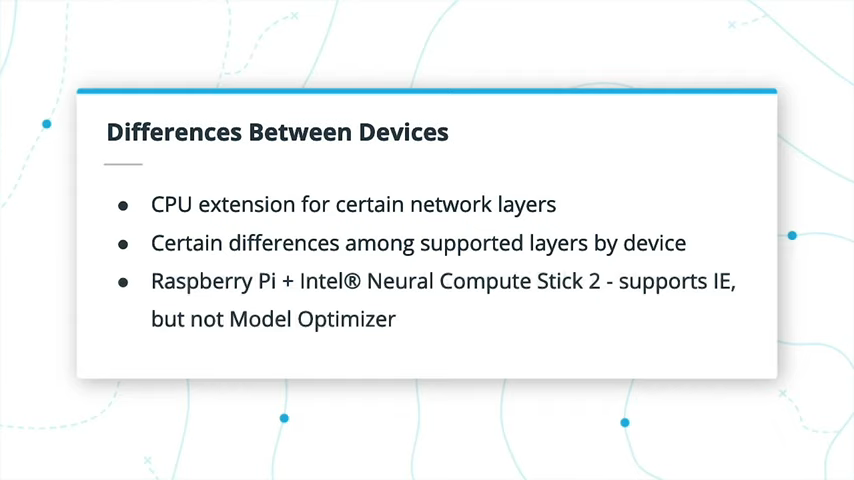 Differences Between Devices
● CPU extension for certain network layers
● Certain differences among supported layers by device
● Raspberry Pi + Intel® Neural Compute Stick 2 - supports IE,
but not Model Optimizer